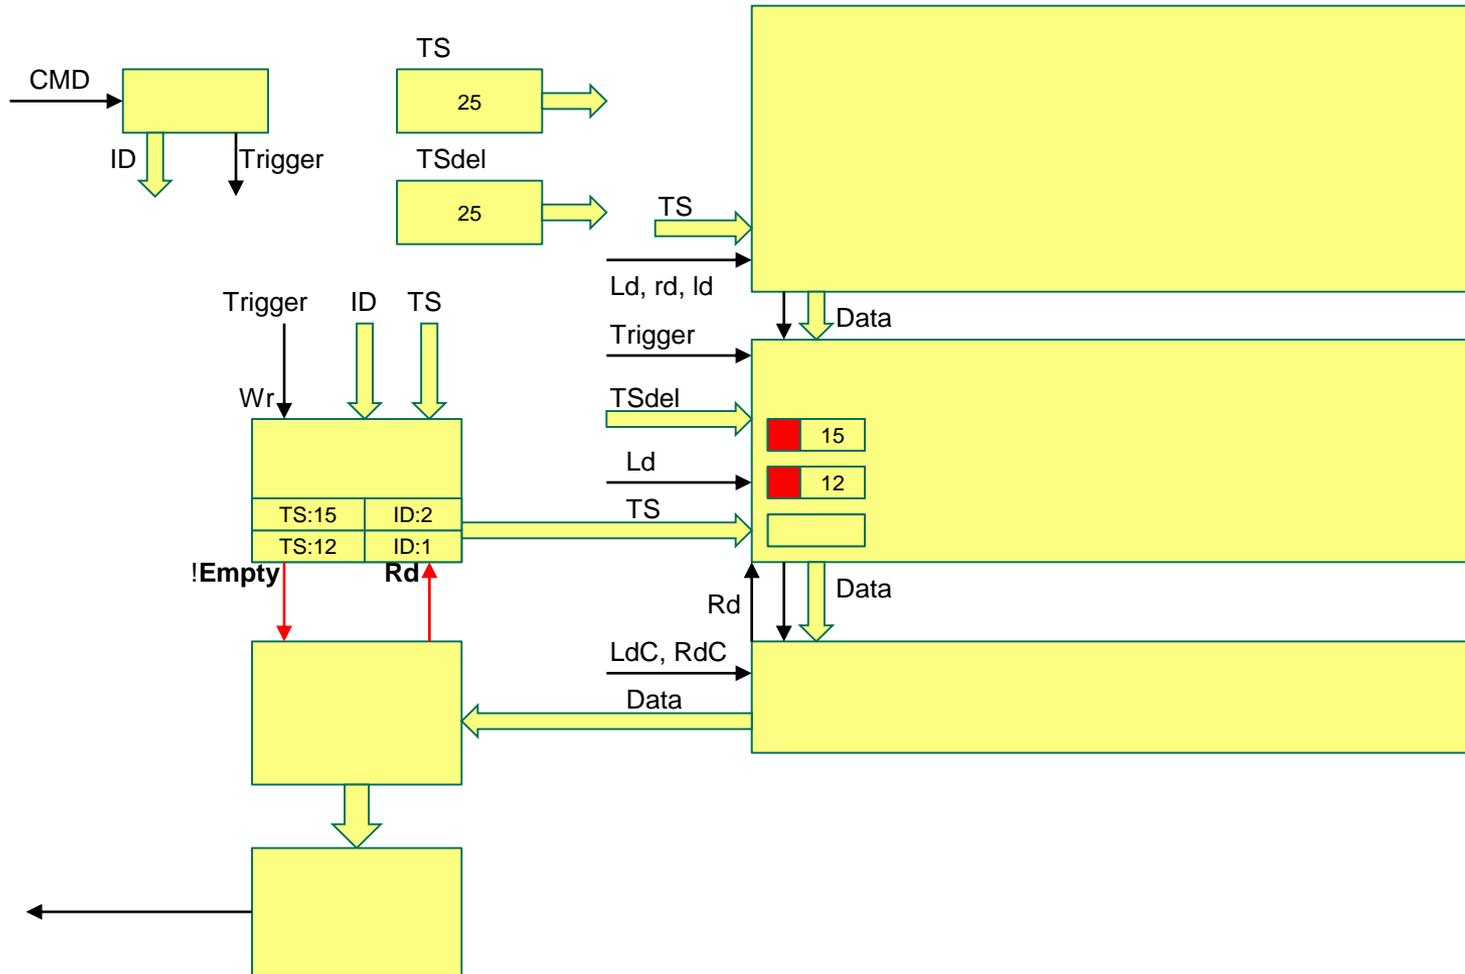 TS
CMD
25
ID
Trigger
TSdel
25
TS
Ld, rd, ld
Trigger
ID
TS
Data
Trigger
Wr
TSdel
15
Ld
12
TS:15
ID:2
TS
TS:12
ID:1
!Empty
Rd
Data
Rd
LdC, RdC
Data